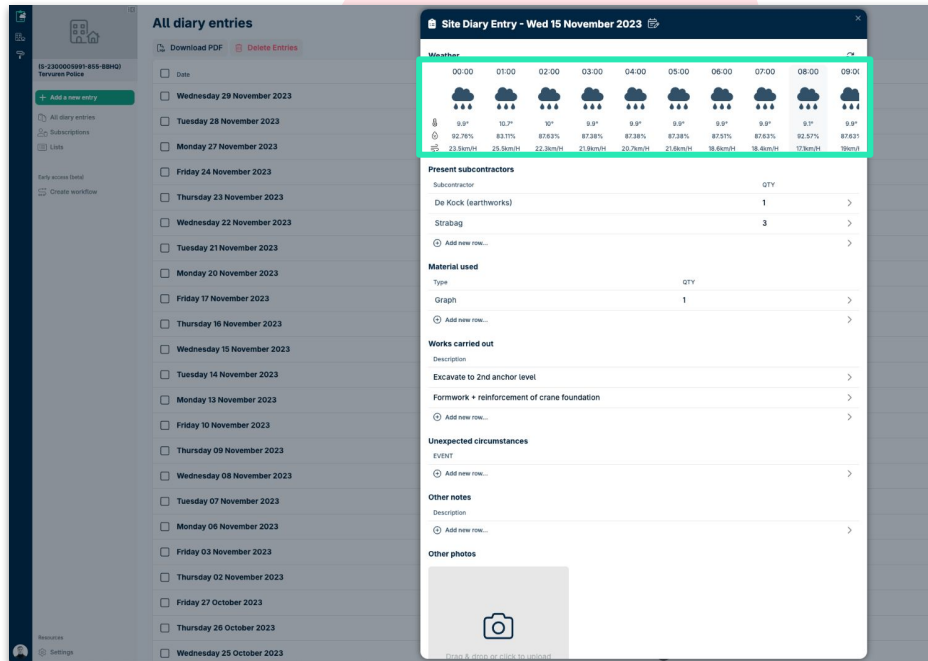 (S-2300005991-855-BBHQ)
Tervuren Police
+ Add a new entry
All diary entries
Subscriptions
Lists
Early access (beta)
Create workflow
Resources
Settings
All diary entries
Download PDF Delete Entries
Date
Wednesday 29 November 2023
Tuesday 28 November 2023
Monday 27 November 2023
Friday 24 November 2023
Thursday 23 November 2023
Wednesday 22 November 2023
Tuesday 21 November 2023
Monday 20 November 2023
Friday 17 November 2023
Thursday 16 November 2023
Wednesday 15 November 2023
Tuesday 14 November 2023
Monday 13 November 2023
Friday 10 November 2023
Thursday 09 November 2023
Wednesday 08 November 2023
Tuesday 07 November 2023
Monday 06 November 2023
Friday 03 November 2023
Thursday 02 November 2023
Friday 27 October 2023
Thursday 26 October 2023
Wednesday 25 October 2023
Site Diary Entry - Wed 15 November 2023
Weather
00:00 01:00 02:00 03:00 04:00 05:00 06:00 07:00 08:00 09:00
9.9° 10.7° 10° 9.9° 9.9° 9.9° 9.9° 9.9° 9.1° 9.9°
92.76% 83.11% 87.63% 87.38% 87.38% 87.38% 87.51% 87.63% 92.57% 87.63
23.5km/H 25.5km/H 22.3km/H 21.9km/H 20.7km/H 21.6km/H 18.6km/H 18.4km/H 17.1km/H 19km/
Present subcontractors
Subcontractor QTY
De Kock (earthworks) 1
Strabag 3
Add new row...
Material used
Type QTY
Graph 1
Add new row...
Works carried out
Description
Excavate to 2nd anchor level
Formwork + reinforcement of crane foundation
Add new row...
Unexpected circumstances
EVENT
Add new row...
Other notes
Description
Add new row...
Other photos
Drag & drop or click to upload